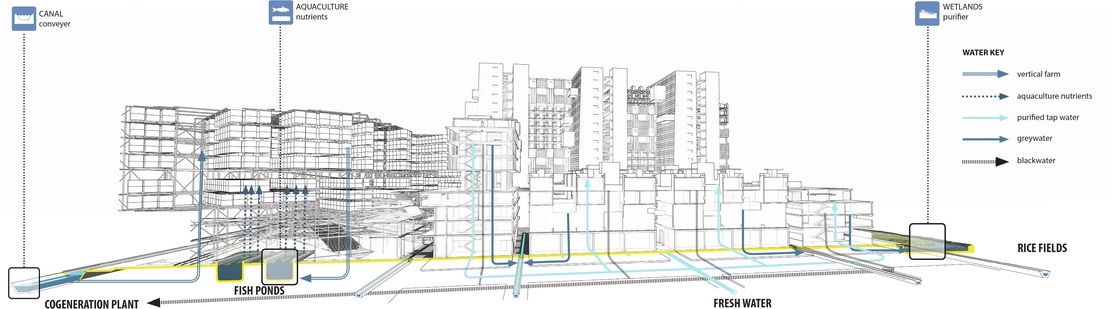 CANAL
conveyer
AQUACULTURE
nutrients
WETLANDS
purifier
WATER KEY
vertical farm
aquaculture nutrients
purified tap water
greywater
blackwater
RICE FIELDS
FISH PONDS
COGENERATION PLANT
FRESH WATER